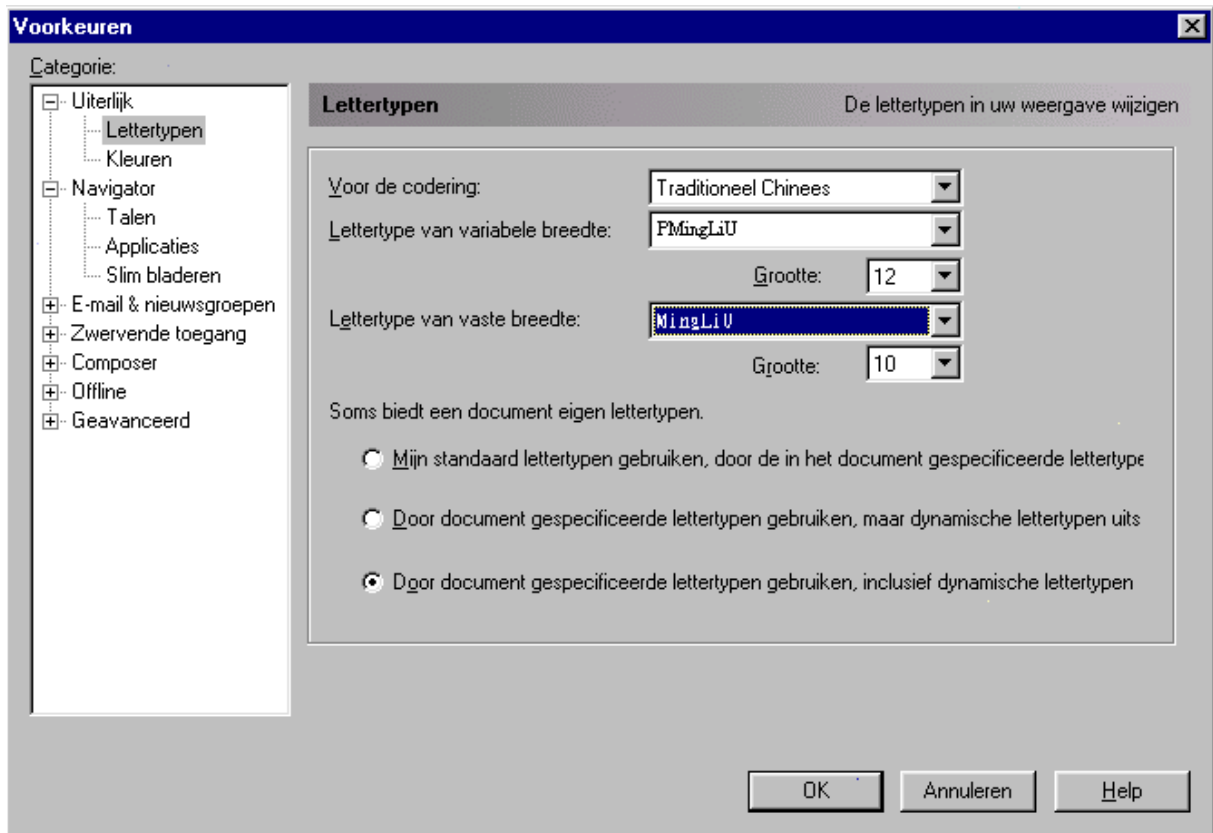 Voorkeuren
Categorie:
Uiterlijk
Lettertypen
Kleuren
Navigator
Talen
Applicaties
Slim bladeren
E-mail & nieuwsgroepen
Zwervende toegang
Composer
Offline
Geavanceerd
Lettertypen De lettertypen in uw weergave wijzigen
Voor de codering: Traditioneel Chinees
Lettertype van variabele breedte: PMingLiU
Grootte: 12
Lettertype van vaste breedte: MingLiU
Grootte: 10
Soms biedt een document eigen lettertypen.
Mijn standaard lettertypen gebruiken, door de in het document gespecificeerde lettertype
Door document gespecificeerde lettertypen gebruiken, maar dynamische lettertypen uits
Door document gespecificeerde lettertypen gebruiken, inclusief dynamische lettertypen
OK Annuleren Help